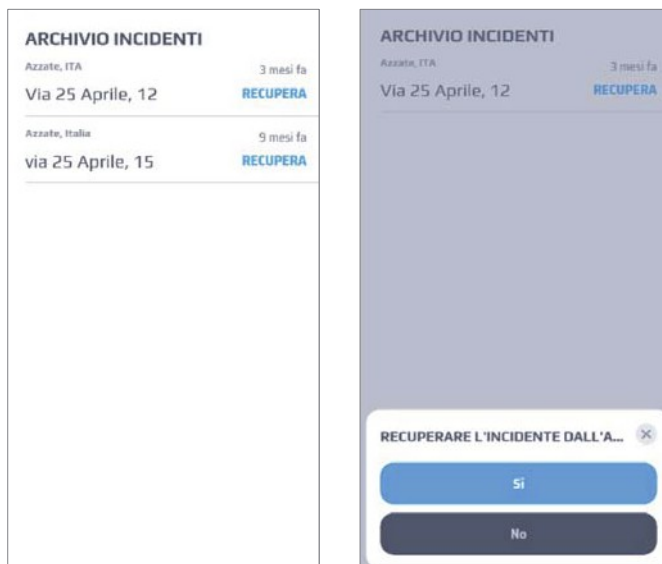 ARCHIVIO INCIDENTI
Azzate, ITA
3 mesi fa
Via 25 Aprile, 12
RECUPERA
Azzate, Italia
9 mesi fa
via 25 Aprile, 15
RECUPERA
ARCHIVIO INCIDENTI
Azzate, ITA
3 mesi fa
Via 25 Aprile, 12
RECUPERA
RECUPERARE L'INCIDENTE DALL'A...
Si
No